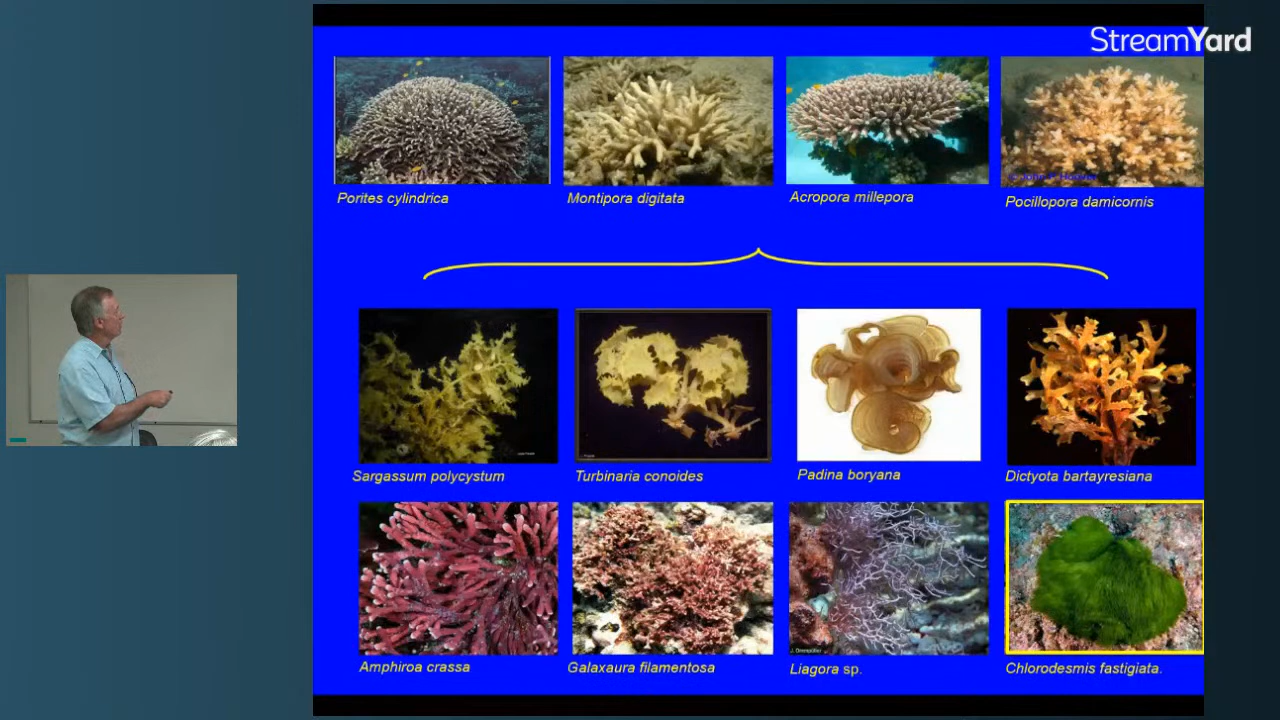 StreamYard
Porites cylindrica
Montipora digitata
Acropora millepora
Pocillopora damicornis
Sargassum polycystum
Turbinaria conoides
Padina boryana
Dictyota bartayresiana
Amphiroa crassa
Galaxaura filamentosa
Liagora sp.
Chlorodesmis fastigiata.